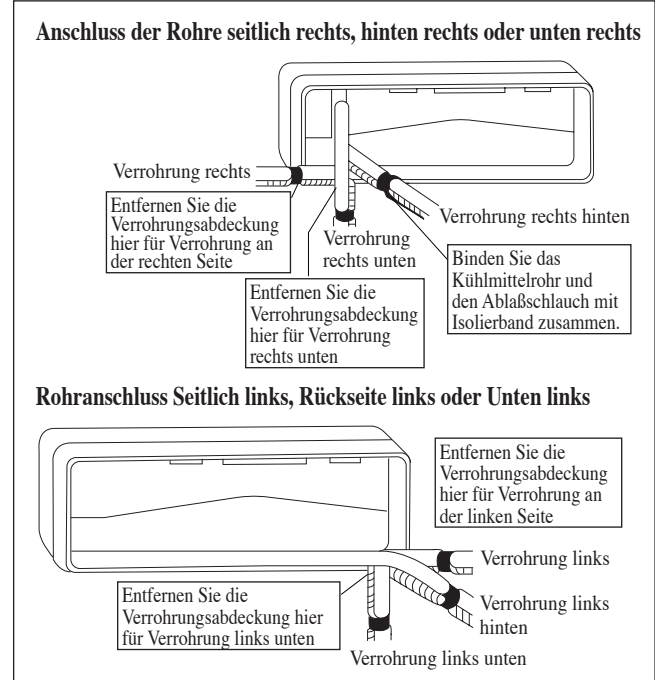 Anschluss der Rohre seitlich rechts, hinten rechts oder unten rechts
Verrohrung rechts
Entfernen Sie die
Verrohrungsabdeckung
hier für Verrohrung an
der rechten Seite
Verrohrung
rechts unten
Verrohrung rechts hinten
Entfernen Sie die
Verrohrungsabdeckung
hier für Verrohrung
rechts unten
Binden Sie das
Kühlmittelrohr und
den Ablaßschlauch mit
Isolierband zusammen.
Rohranschluss Seitlich links, Rückseite links oder Unten links
Entfernen Sie die
Verrohrungsabdeckung
hier für Verrohrung an
der linken Seite
Verrohrung links
Verrohrung links
hinten
Entfernen Sie die
Verrohrungsabdeckung hier
für Verrohrung links unten
Verrohrung links unten